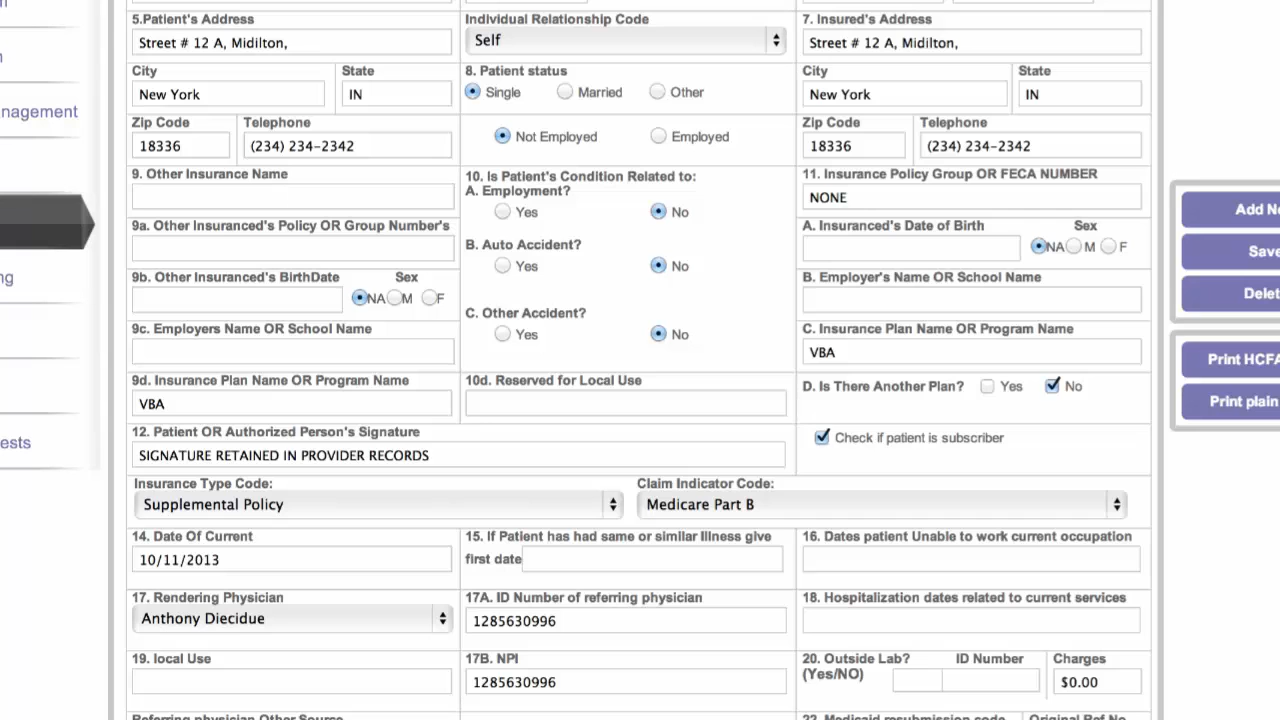 5.Patient's Address
Individual Relationship Code
7. Insured's Address
Street # 12 A, Midilton,
Self
Street # 12 A, Midilton,
City
State
8. Patient status
City
State
New York
IN
Single
Married
Other
New York
IN
nagement
Zip Code
Telephone
Zip Code
Telephone
18336
(234) 234-2342
Not Employed
Employed
18336
(234) 234-2342
9. Other Insurance Name
10. Is Patient's Condition Related to:
11. Insurance Policy Group OR FECA NUMBER
A. Employment?
NONE
Yes
No
Add
9a. Other Insuranced's Policy OR Group Number's
A. Insuranced's Date of Birth
Sex
B. Auto Accident?
NA
M
F
Save
Yes
No
9b. Other Insuranced's BirthDate
Sex
B. Employer's Name OR School Name
ng
NA
M
F
Delet
C. Other Accident?
9c. Employers Name OR School Name
Yes
No
C. Insurance Plan Name OR Program Name
VBA
Print HCFA
9d. Insurance Plan Name OR Program Name
10d. Reserved for Local Use
D. Is There Another Plan?
Yes
No
VBA
Print plain
12. Patient OR Authorized Person's Signature
Check if patient is subscriber
ests
SIGNATURE RETAINED IN PROVIDER RECORDS
Insurance Type Code:
Claim Indicator Code:
Supplemental Policy
Medicare Part B
14. Date Of Current
15. If Patient has had same or similar Illness give
16. Dates patient Unable to work current occupation
10/11/2013
first date
17. Rendering Physician
17A. ID Number of referring physician
18. Hospitalization dates related to current services
Anthony Diecidue
1285630996
19. local Use
17B. NPI
20. Outside Lab?
ID Number
Charges
(Yes/NO)
1285630996
$0.00
Referring physician Other Source
22. Medicaid resubmission code
Original Ref No